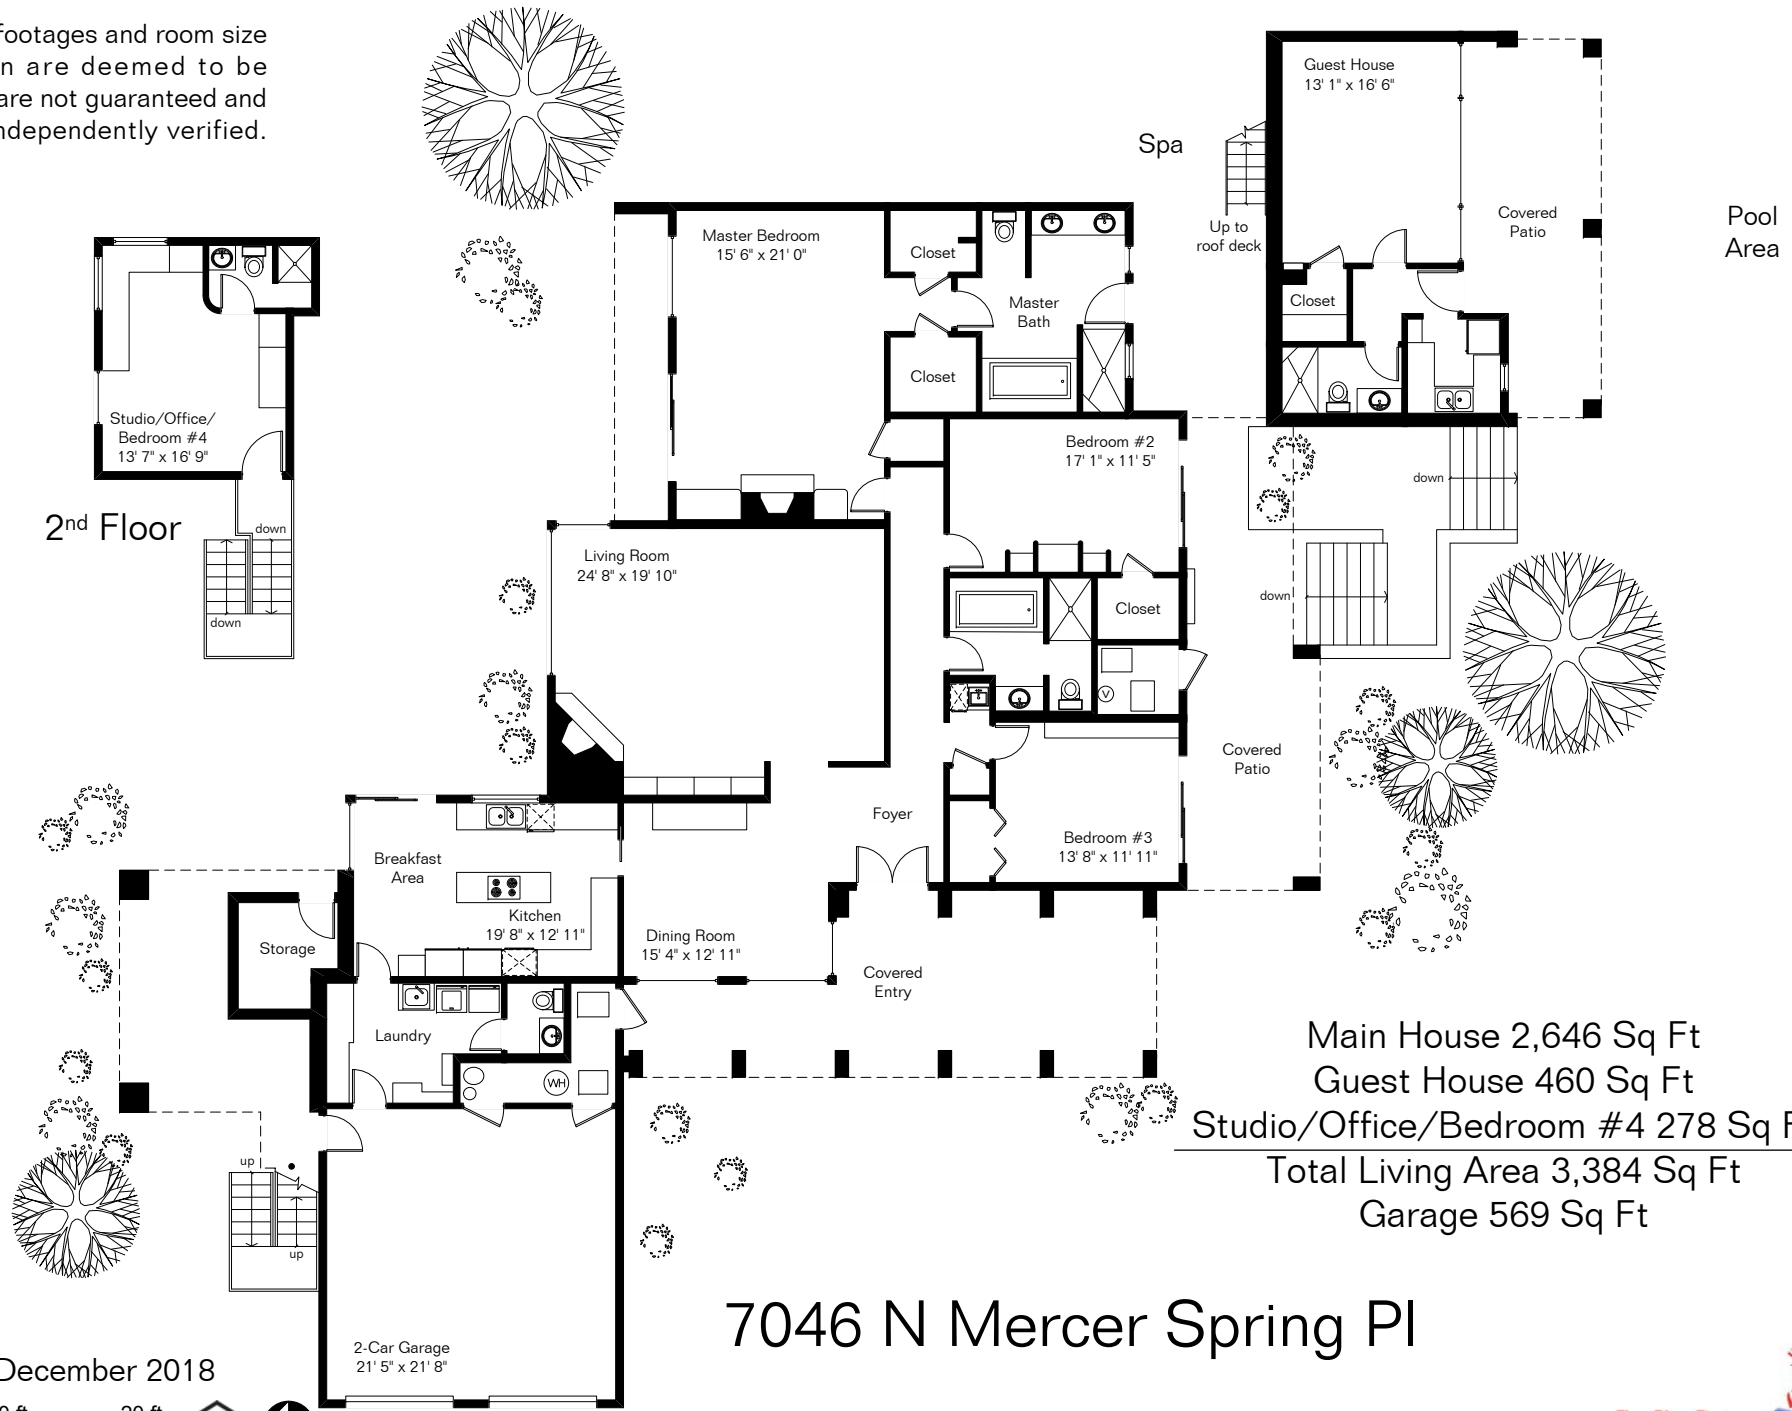 footages and room size
are deemed to be
are not guaranteed and
independently verified.
Guest House
13' 1" x 16' 6"
Spa
Up to
roof deck
Covered
Patio
Pool
Area
Closet
Master Bedroom
15' 6" x 21' 0"
Closet
Master
Bath
Closet
Studio/Office/
Bedroom #4
13' 7" x 16' 9"
2nd Floor
down
down
Bedroom #2
17' 1" x 11' 5"
down
down
Living Room
24' 8" x 19' 10"
Closet
V
Covered
Patio
Foyer
Bedroom #3
13' 8" x 11' 11"
Breakfast
Area
Kitchen
19' 8" x 12' 11"
Storage
Dining Room
15' 4" x 12' 11"
Covered
Entry
Laundry
WH
up
up
2-Car Garage
21' 5" x 21' 8"
Main House 2,646 Sq Ft
Guest House 460 Sq Ft
Studio/Office/Bedroom #4 278 Sq F
Total Living Area 3,384 Sq Ft
Garage 569 Sq Ft
7046 N Mercer Spring Pl
December 2018